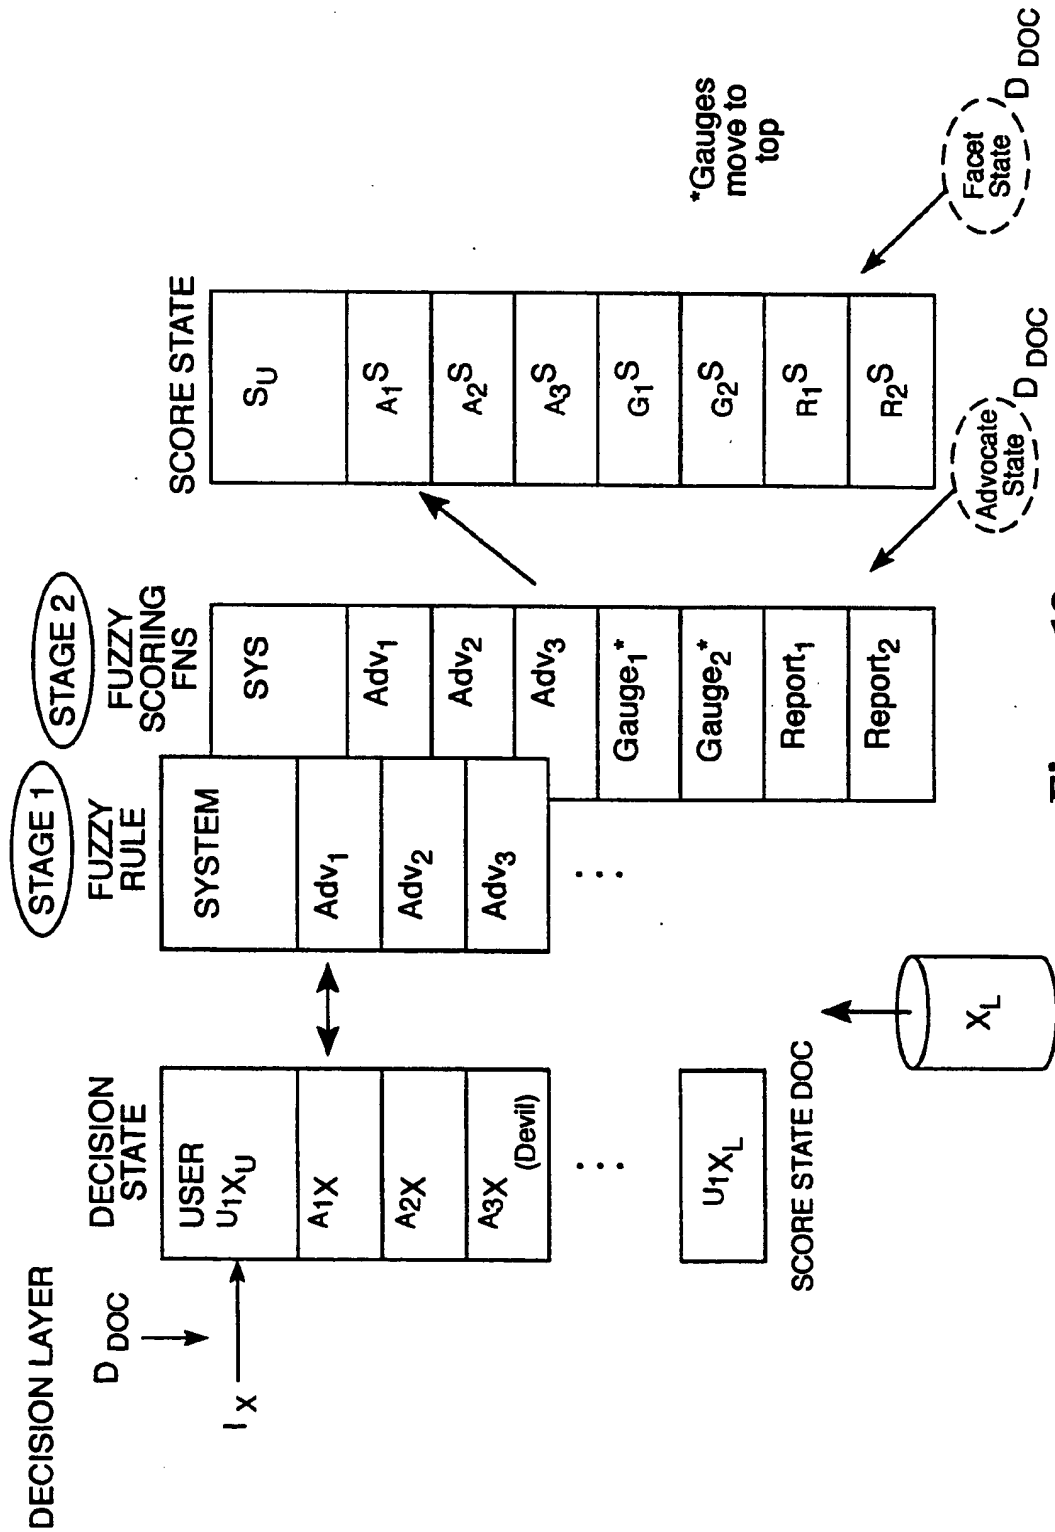 DECISION LAYER
D DOC
I X
DECISION
STATE
USER
U1XU
A1X
A2X
A3X
(Devil)
...
U1XL
SCORE STATE DOC
XL
STAGE 1
FUZZY
RULE
SYSTEM
Adv1
Adv2
Adv3
...
STAGE 2
FUZZY
SCORING
FNS
SYS
Adv1
Adv2
Adv3
Gauge1*
Gauge2*
Report1
Report2
Advocate
State
D DOC
SCORE STATE
SU
A1S
A2S
A3S
G1S
G2S
R1S
R2S
*Gauges
move to
top
Facet
State
D DOC